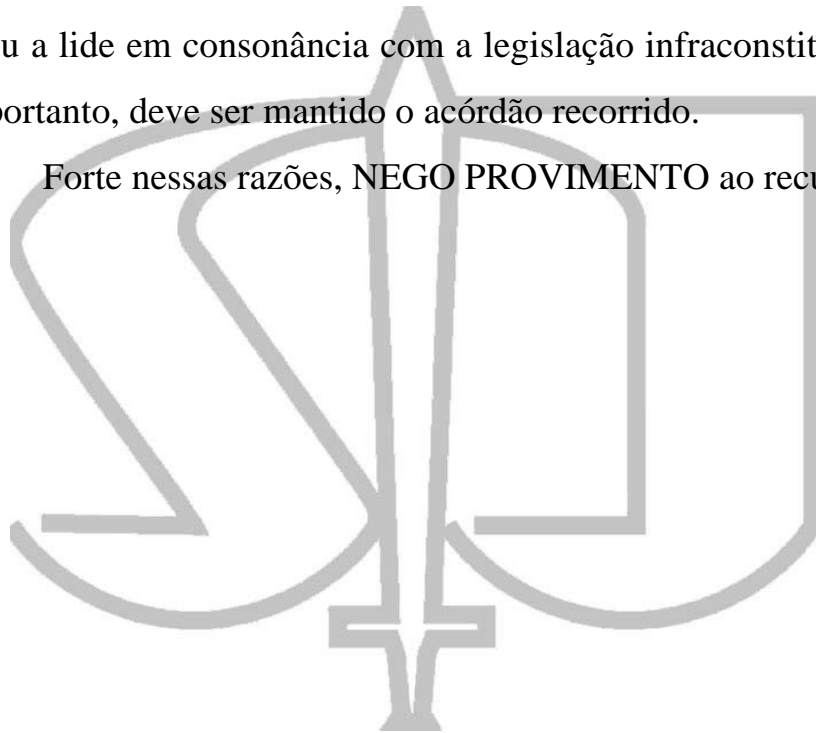 u a lide em consonância com a legislação infraconstit
portanto, deve ser mantido o acórdão recorrido.
Forte nessas razões, NEGO PROVIMENTO ao recu